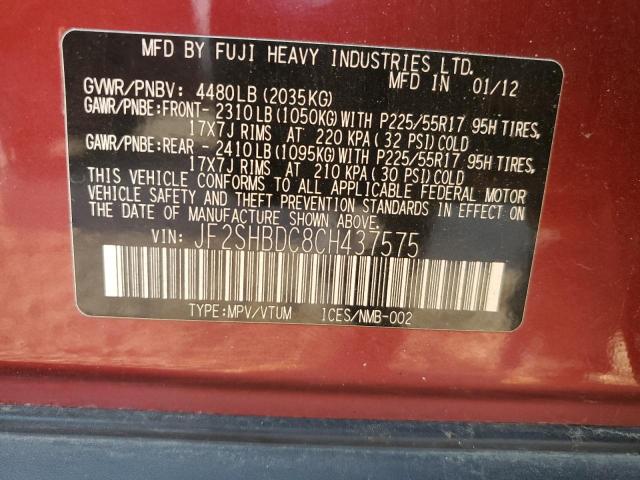 MFD BY FUJI HEAVY INDUSTRIES LTD.
MFD IN 01/12
GVWR/PNBV: 4480LB(2035KG)
GAWR/PNBE:FRONT- 2310LB(1050KG)WITH P225/55R17 95H TIRES,
17X7J RIMS AT 220 KPA(32 PSI)COLD
GAWR/PNBE:REAR - 2410LB(1095KG)WITH P225/55R17 95H TIRES,
17X7J RIMS AT 210 KPA(30 PSI)COLD
THIS VEHICLE CONFORMS TO ALL APPLICABLE FEDERAL MOTOR
VEHICLE SAFETY AND THEFT PREVENTION STANDARDS IN EFFECT
ON THE DATE OF MANUFACTURE SHOWN ABOVE.
VIN: JF2SHBDC8CH437575
TYPE:MPV/VTUM ICES/NMB-002